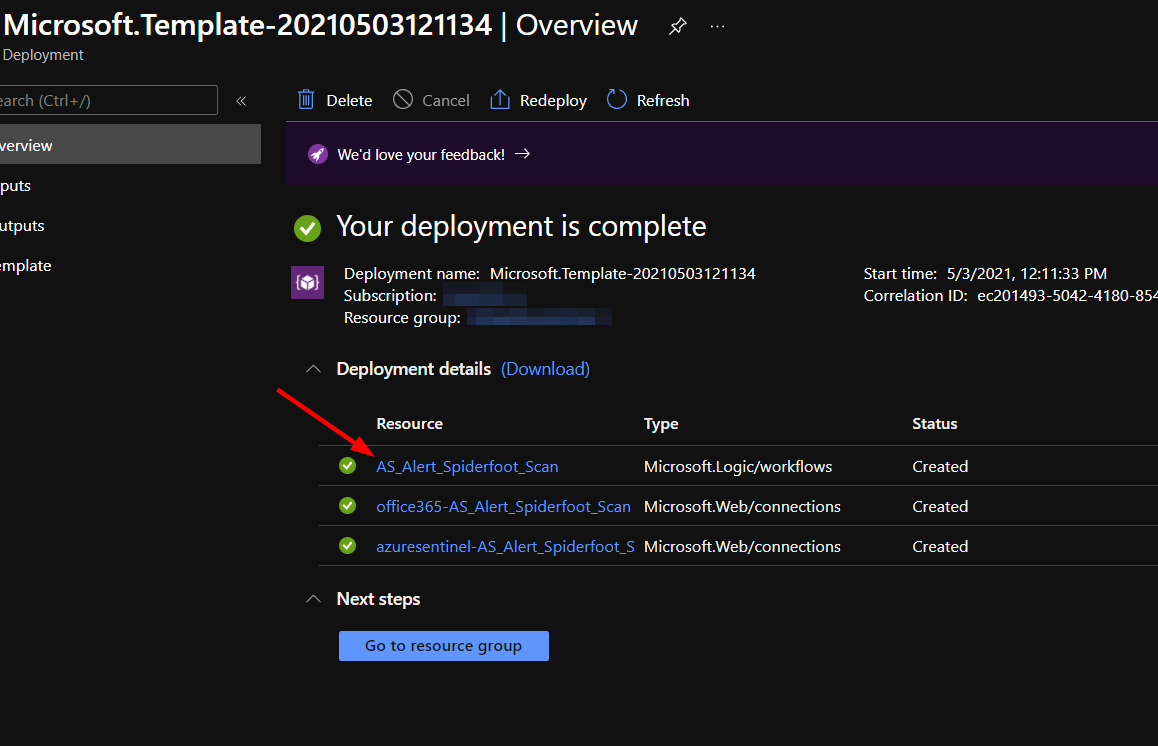 Microsoft.Template-20210503121134 | Overview
Deployment
earch (Ctrl+/)
«
Delete Cancel Redeploy Refresh
verview
puts
utputs
emplate
We'd love your feedback! →
Your deployment is complete
Deployment name: Microsoft.Template-20210503121134
Subscription:
Resource group:
Start time: 5/3/2021, 12:11:33 PM
Correlation ID: ec201493-5042-4180-854
Deployment details (Download)
Resource Type Status
AS_Alert_Spiderfoot_Scan Microsoft.Logic/workflows Created
office365-AS_Alert_Spiderfoot_Scan Microsoft.Web/connections Created
azuresentinel-AS_Alert_Spiderfoot_S Microsoft.Web/connections Created
Next steps
Go to resource group